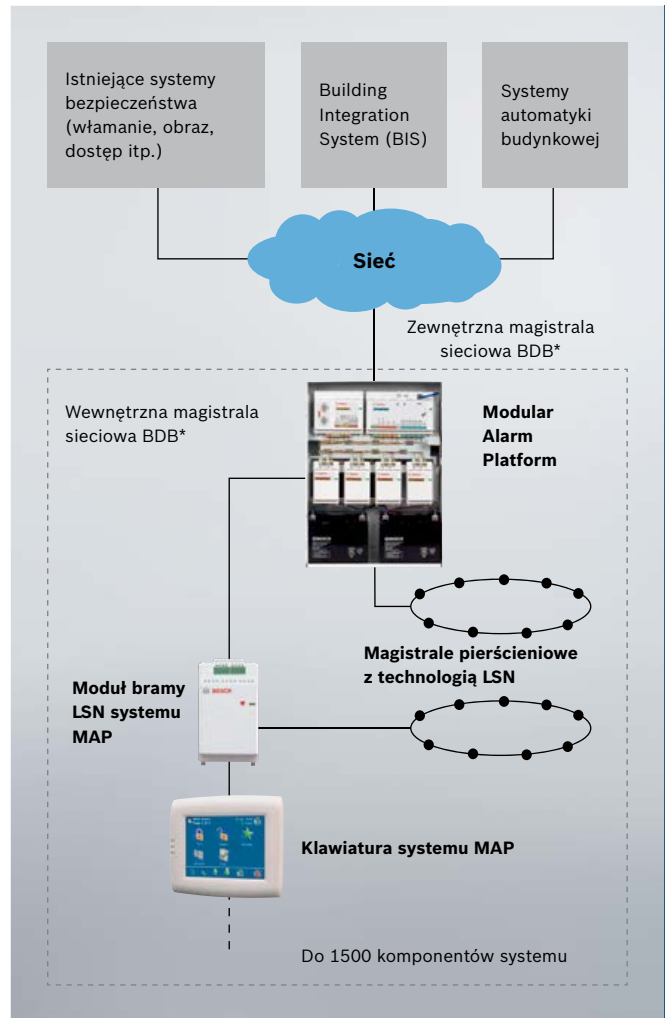 Istniejące systemy
bezpieczeństwa
(włamanie, obraz,
dostęp itp.)
Building
Integration
System (BIS)
Systemy
automatyki
budynkowej
Sieć
Zewnętrzna magistrala
sieciowa BDB*
Wewnętrzna magistrala
sieciowa BDB*
Modular
Alarm
Platform
Magistrale pierścieniowe
z technologią LSN
Moduł bramy
LSN systemu
MAP
BOSCH
Klawiatura systemu MAP
Do 1500 komponentów systemu